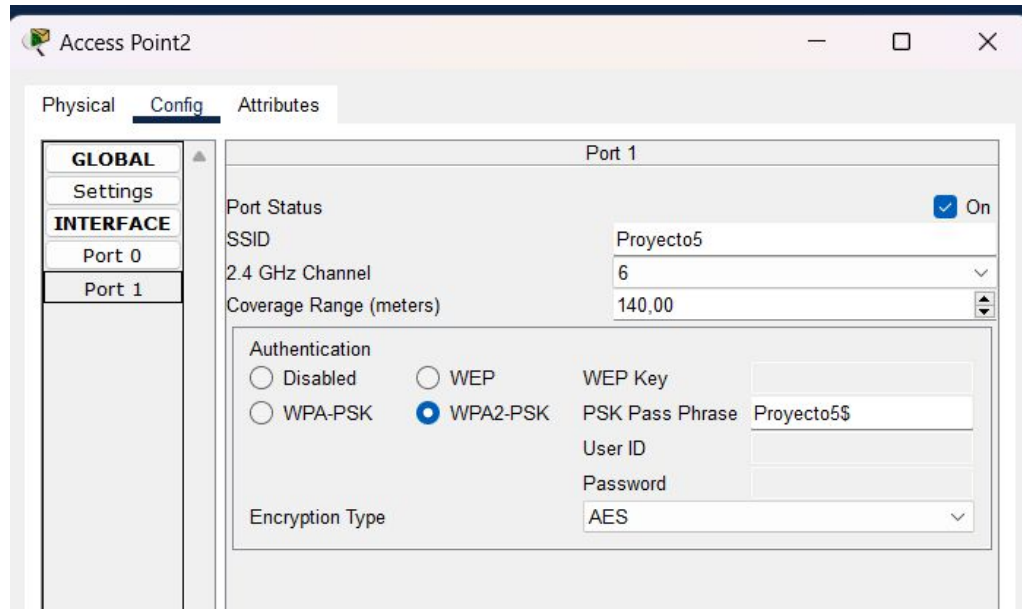 Access Point2
Physical Config Attributes
GLOBAL
Settings
INTERFACE
Port 0
Port 1
Port 1
Port Status On
SSID Proyecto5
2.4 GHz Channel 6
Coverage Range (meters) 140,00
Authentication
Disabled WEP WEP Key
WPA-PSK WPA2-PSK PSK Pass Phrase Proyecto5$
User ID
Password
Encryption Type AES